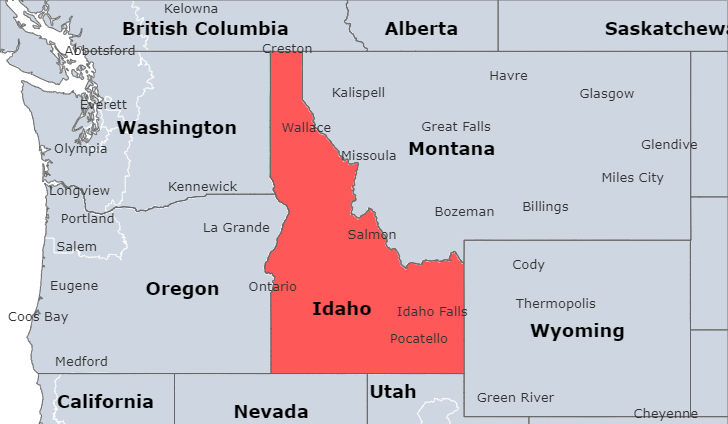 Kelowna
British Columbia
Alberta
Saskatchewa
Abbotsford
Creston
Havre
Kalispell
Glasgow
Everett
Washington
Wallace
Great Falls
Olympia
Missoula
Montana
Glendive
Longview
Kennewick
Miles City
Portland
La Grande
Bozeman
Billings
Salem
Salmon
Cody
Eugene
Oregon
Ontario
Idaho
Idaho Falls
Thermopolis
Coos Bay
Wyoming
Pocatello
Medford
California
Nevada
Utah
Green River
Cheyenne